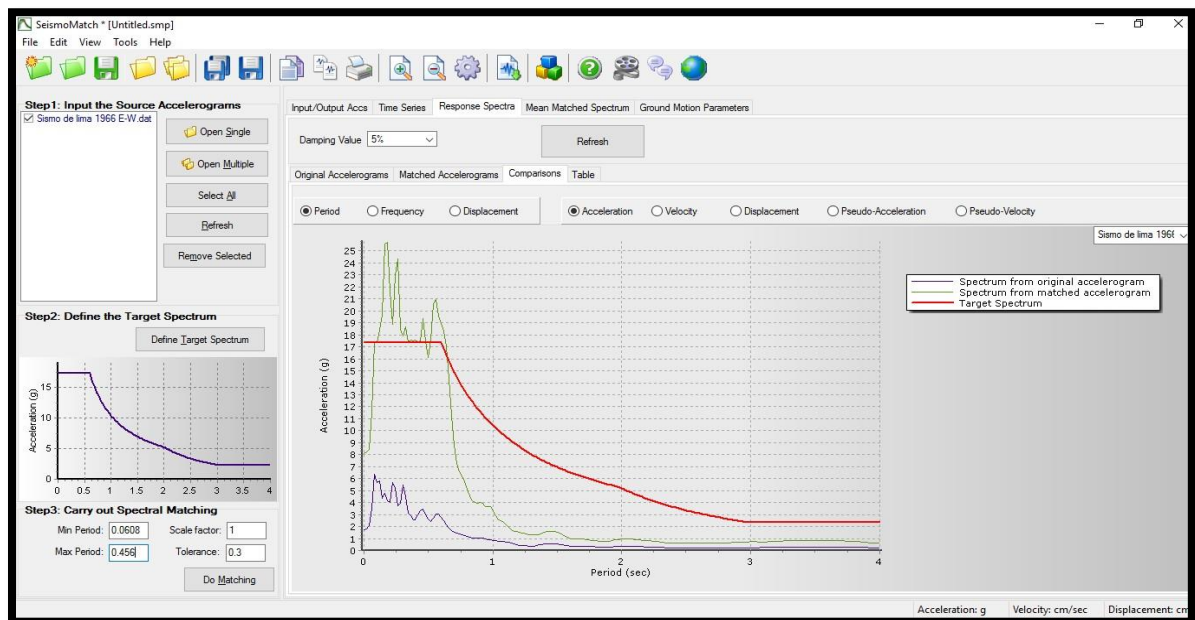 SeismoMatch * [Untitled.smp]
File Edit View Tools Help
Step1: Input the Source Accelerograms
Sismo de lima 1966 E-W.dat
Open Single
Open Multiple
Select All
Refresh
Remove Selected
Step2: Define the Target Spectrum
Define Target Spectrum
Acceleration (g)
15
10
5
0
0 0.5 1 1.5 2 2.5 3 3.5 4
Step3: Carry out Spectral Matching
Min Period: 0.0608 Scale factor: 1
Max Period: 0.456 Tolerance: 0.3
Do Matching
Input/Output Accs Time Series Response Spectra Mean Matched Spectrum Ground Motion Parameters
Damping Value 5% Refresh
Original Accelerograms Matched Accelerograms Comparisons Table
Period Frequency Displacement Acceleration Velocity Displacement Pseudo-Acceleration Pseudo-Velocity
Sismo de lima 1966
Spectrum from original accelerogram
Spectrum from matched accelerogram
Target Spectrum
Acceleration (g)
25
24
23
22
21
20
19
18
17
16
15
14
13
12
11
10
9
8
7
6
5
4
3
2
1
0
0 1 2 3 4
Period (sec)
Acceleration: g Velocity: cm/sec Displacement: cm